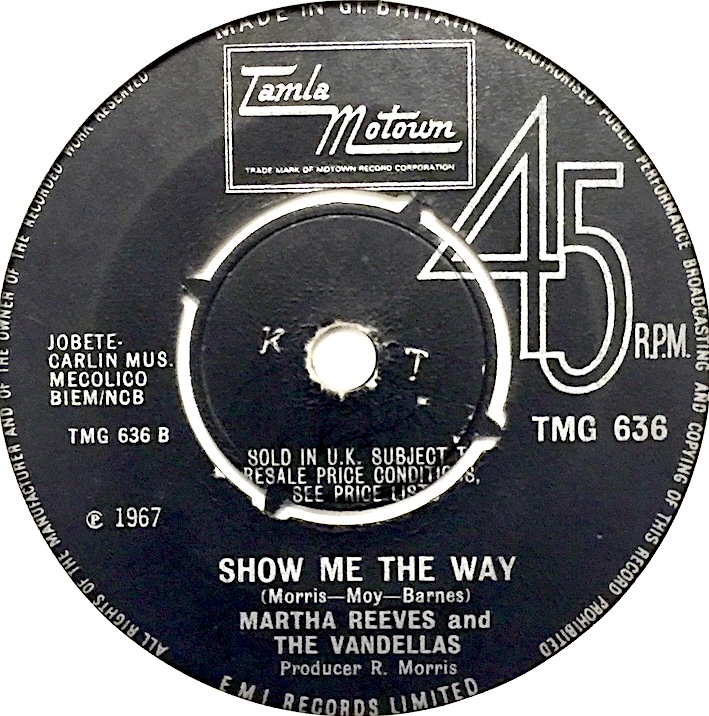 MADE IN GT. BRITAIN
UNAUTHORISED PUBLIC PERFORMANCE BROADCASTING AND COPYING OF THIS RECORD PROHIBITED
ALL RIGHTS OF THE MANUFACTURER AND OF THE OWNER OF THE RECORDED WORK RESERVED
Tamla
Motown
TRADE MARK OF MOTOWN RECORD CORPORATION
45
R.P.M.
K T
JOBETE-
CARLIN MUS.
MECOLICO
BIEM/NCB
TMG 636 B
TMG 636
SOLD IN U.K. SUBJECT
RESALE PRICE CONDITIONS,
SEE PRICE LIST
℗ 1967
SHOW ME THE WAY
(Morris—Moy—Barnes)
MARTHA REEVES and
THE VANDELLAS
Producer R. Morris
E.M.I. RECORDS LIMITED